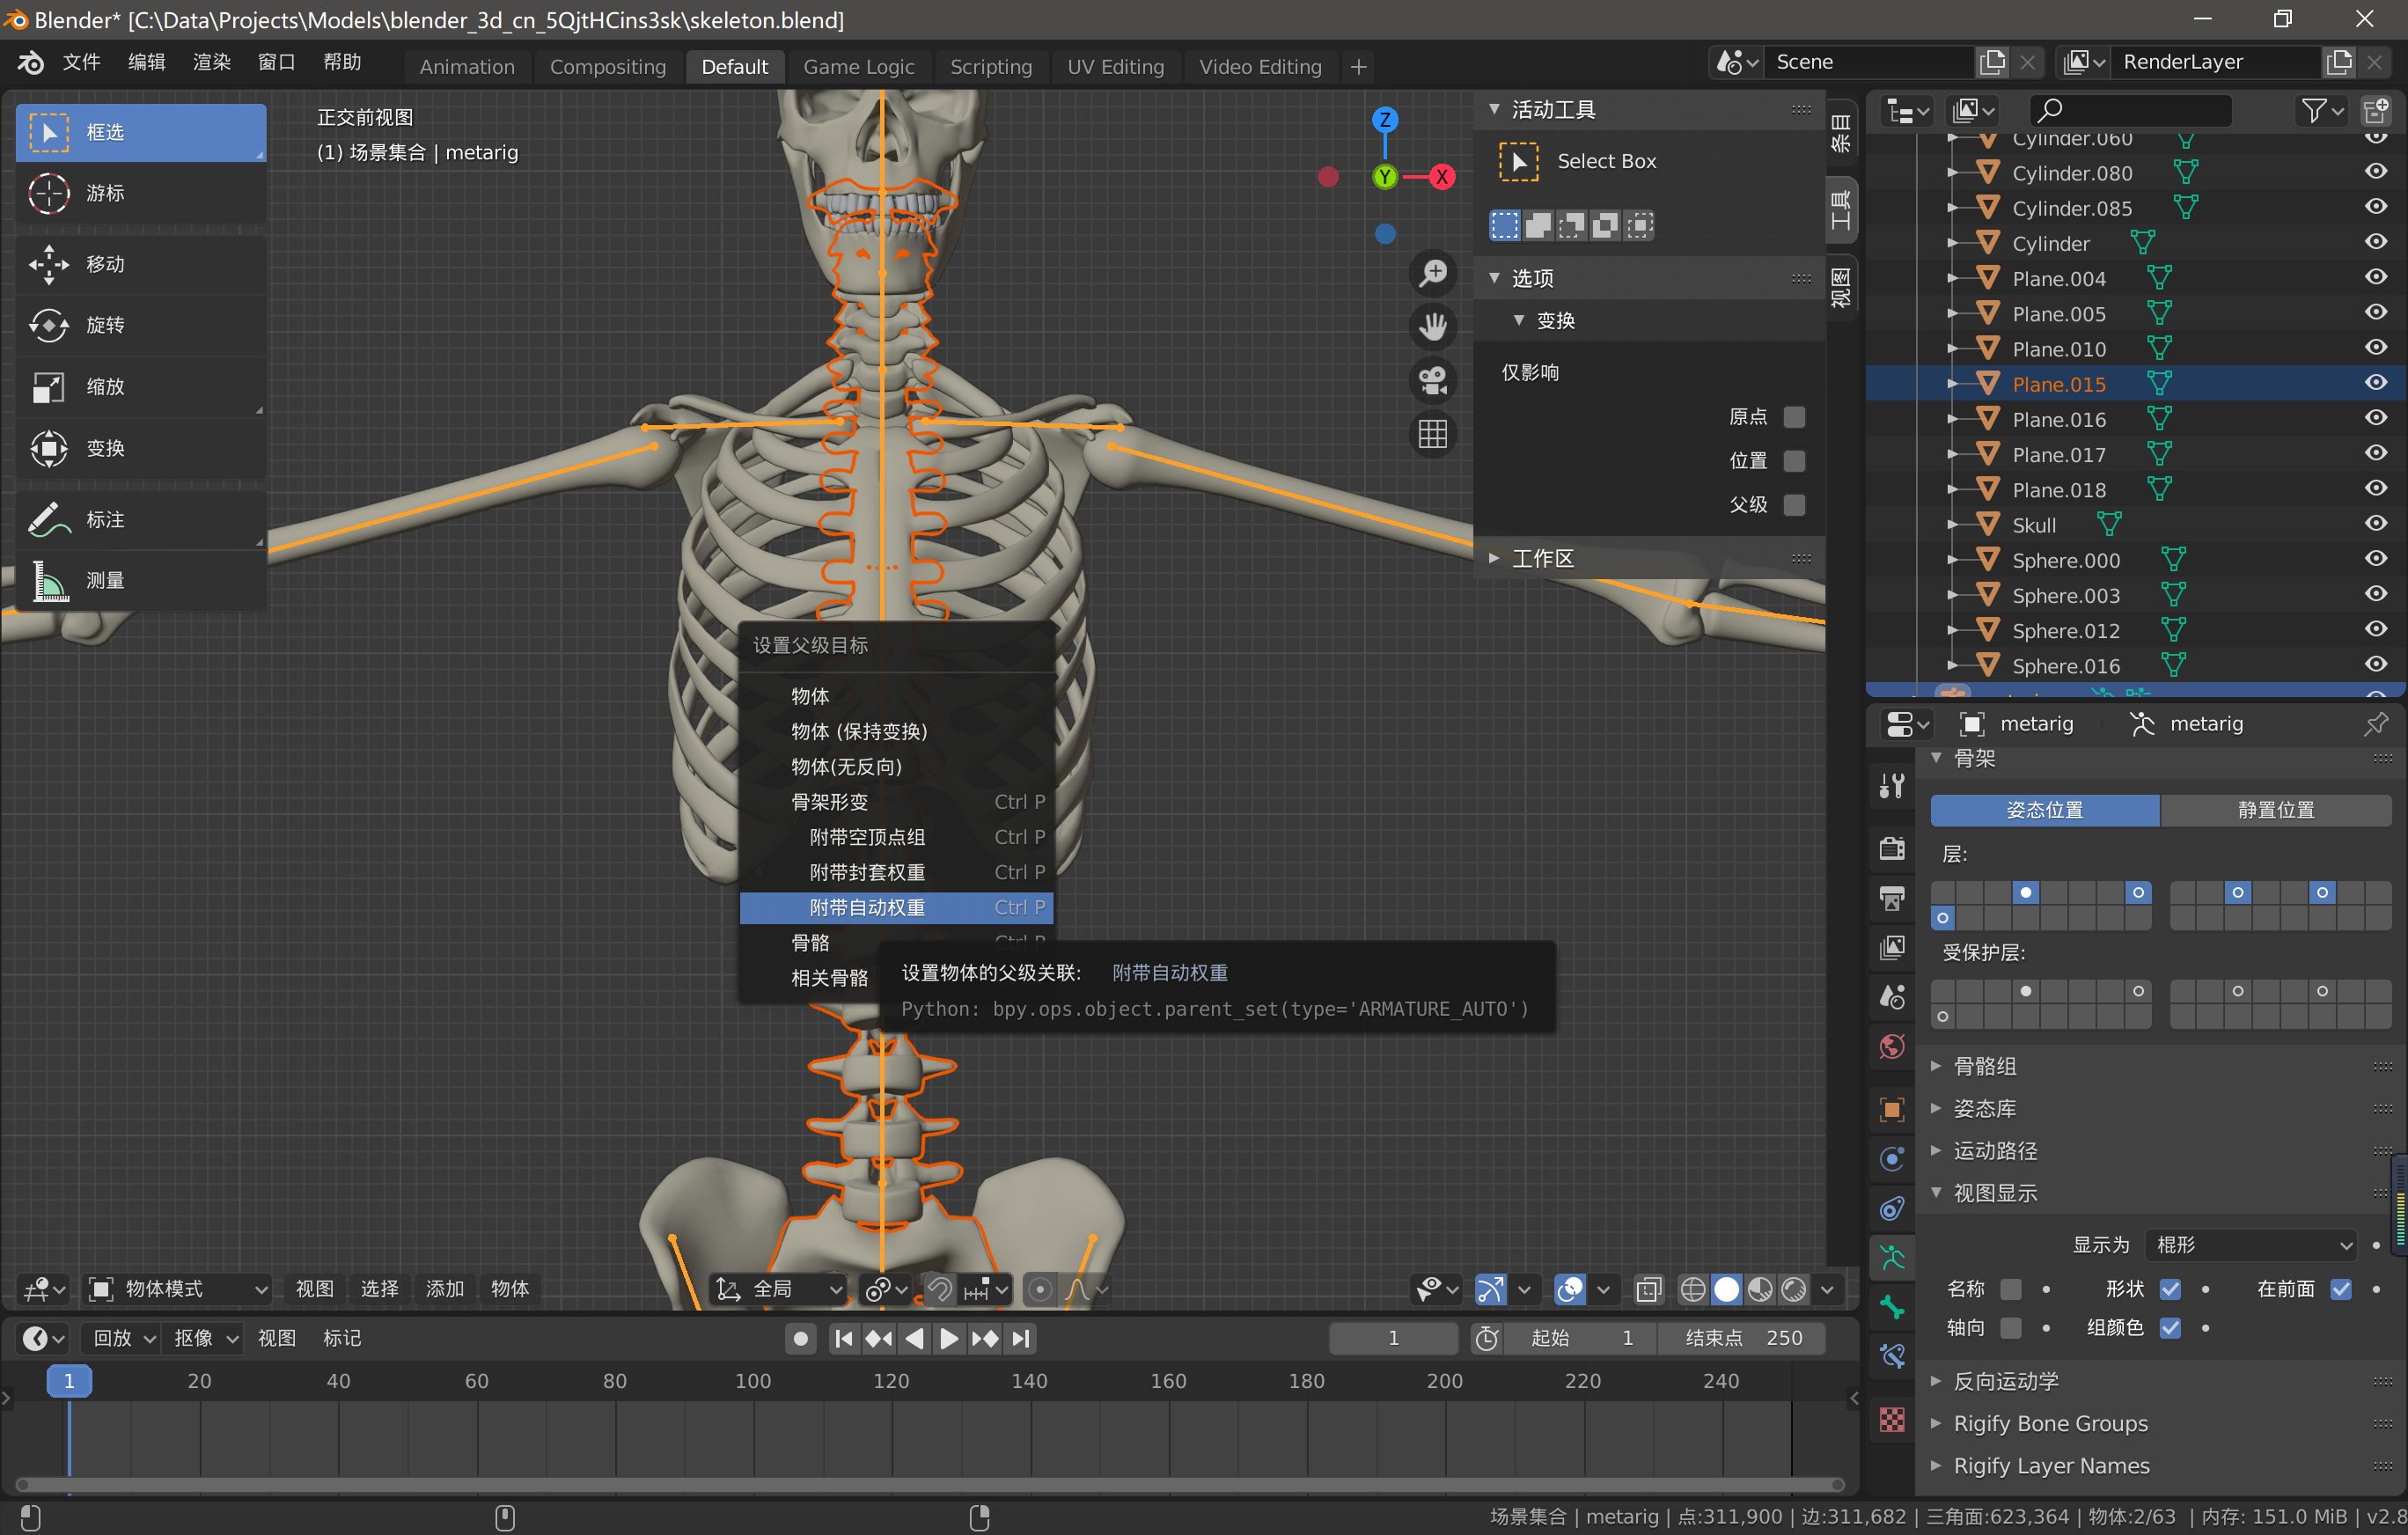 Blender* [C:\Data\Projects\Models\blender_3d_cn_5QjtHCins3sk\skeleton.blend]
文件 编辑 渲染 窗口 帮助 Animation Compositing Default Game Logic Scripting UV Editing Video Editing Scene RenderLayer
框选
游标
移动
旋转
缩放
变换
标注
测量
正交前视图
(1) 场景集合 | metarig
Z
Y
X
活动工具
Select Box
选项
变换
仅影响
原点
位置
父级
工作区
条目
工具
视图
设置父级目标
物体
物体 (保持变换)
物体(无反向)
骨架形变 Ctrl P
附带空顶点组 Ctrl P
附带封套权重 Ctrl P
附带自动权重 Ctrl P
骨骼 Ctrl P
相关骨骼
设置物体的父级关联: 附带自动权重
Python: bpy.ops.object.parent_set(type='ARMATURE_AUTO')
物体模式 视图 选择 添加 物体 全局
Cylinder.060
Cylinder.080
Cylinder.085
Cylinder
Plane.004
Plane.005
Plane.010
Plane.015
Plane.016
Plane.017
Plane.018
Skull
Sphere.000
Sphere.003
Sphere.012
Sphere.016
metarig metarig
骨架
姿态位置 静置位置
层:
受保护层:
骨骼组
姿态库
运动路径
视图显示
显示为 棍形
名称 形状 在前面
轴向 组颜色
反向运动学
Rigify Bone Groups
Rigify Layer Names
回放 抠像 视图 标记 1 起始 1 结束点 250
1 20 40 60 80 100 120 140 160 180 200 220 240
场景集合 | metarig | 点:311,900 | 边:311,682 | 三角面:623,364 | 物体:2/63 | 内存: 151.0 MiB | v2.8